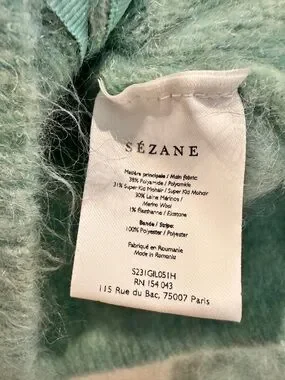 SÉZANE
Matière principale / Main fabric
38% Polyamide / Polyamide
31% Super Kid Mohair / Super Kid Mohair
30% Laine Mérinos /
Merino Wool
1% Élasthanne / Elastane
Bande / Stripe:
100% Polyester / Polyester
Fabriqué en Roumanie
Made in Romania
S231GIL051H
RN 154 043
115 Rue du Bac, 75007 Paris